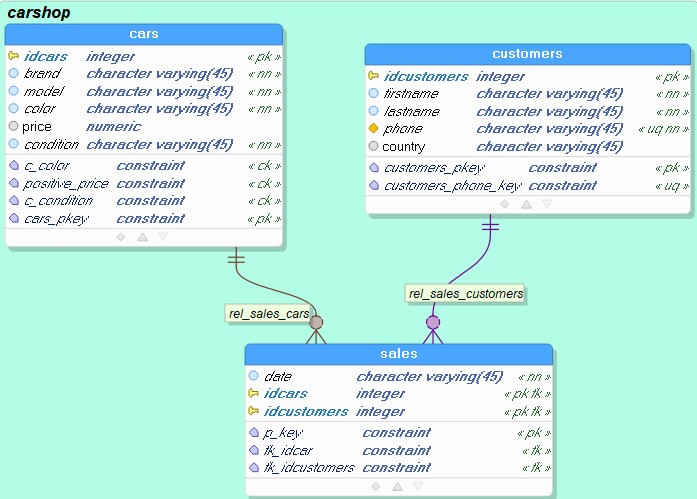 carshop
cars
idcars integer « pk »
brand character varying(45) « nn »
model character varying(45) « nn »
color character varying(45) « nn »
price numeric
condition character varying(45) « nn »
c_color constraint « ck »
positive_price constraint « ck »
c_condition constraint « ck »
cars_pkey constraint « pk »
customers
idcustomers integer « pk »
firstname character varying(45) « nn »
lastname character varying(45) « nn »
phone character varying(45) « uq nn »
country character varying(45)
customers_pkey constraint « pk »
customers_phone_key constraint « uq »
rel_sales_cars
rel_sales_customers
sales
date character varying(45) « nn »
idcars integer « pk fk »
idcustomers integer « pk fk »
p_key constraint « pk »
fk_idcar constraint « fk »
fk_idcustomers constraint « fk »